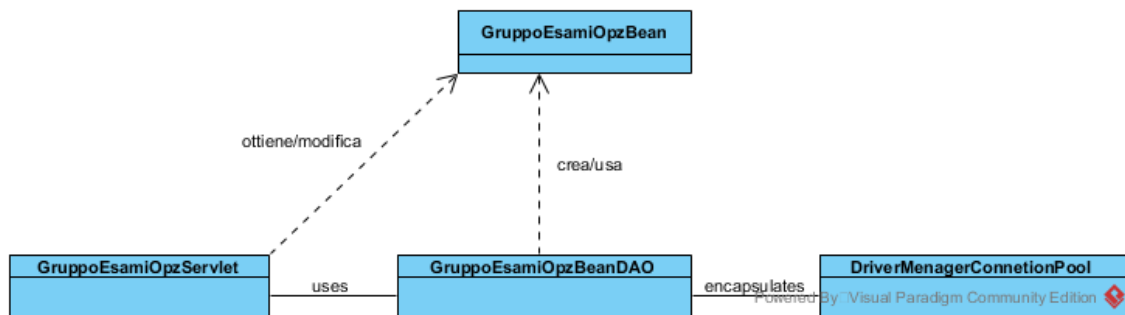 GruppoEsamiOpzBean
ottiene/modifica
crea/usa
GruppoEsamiOpzServlet
uses
GruppoEsamiOpzBeanDAO
encapsulates
DriverMenagerConnetionPool
Powered By Visual Paradigm Community Edition